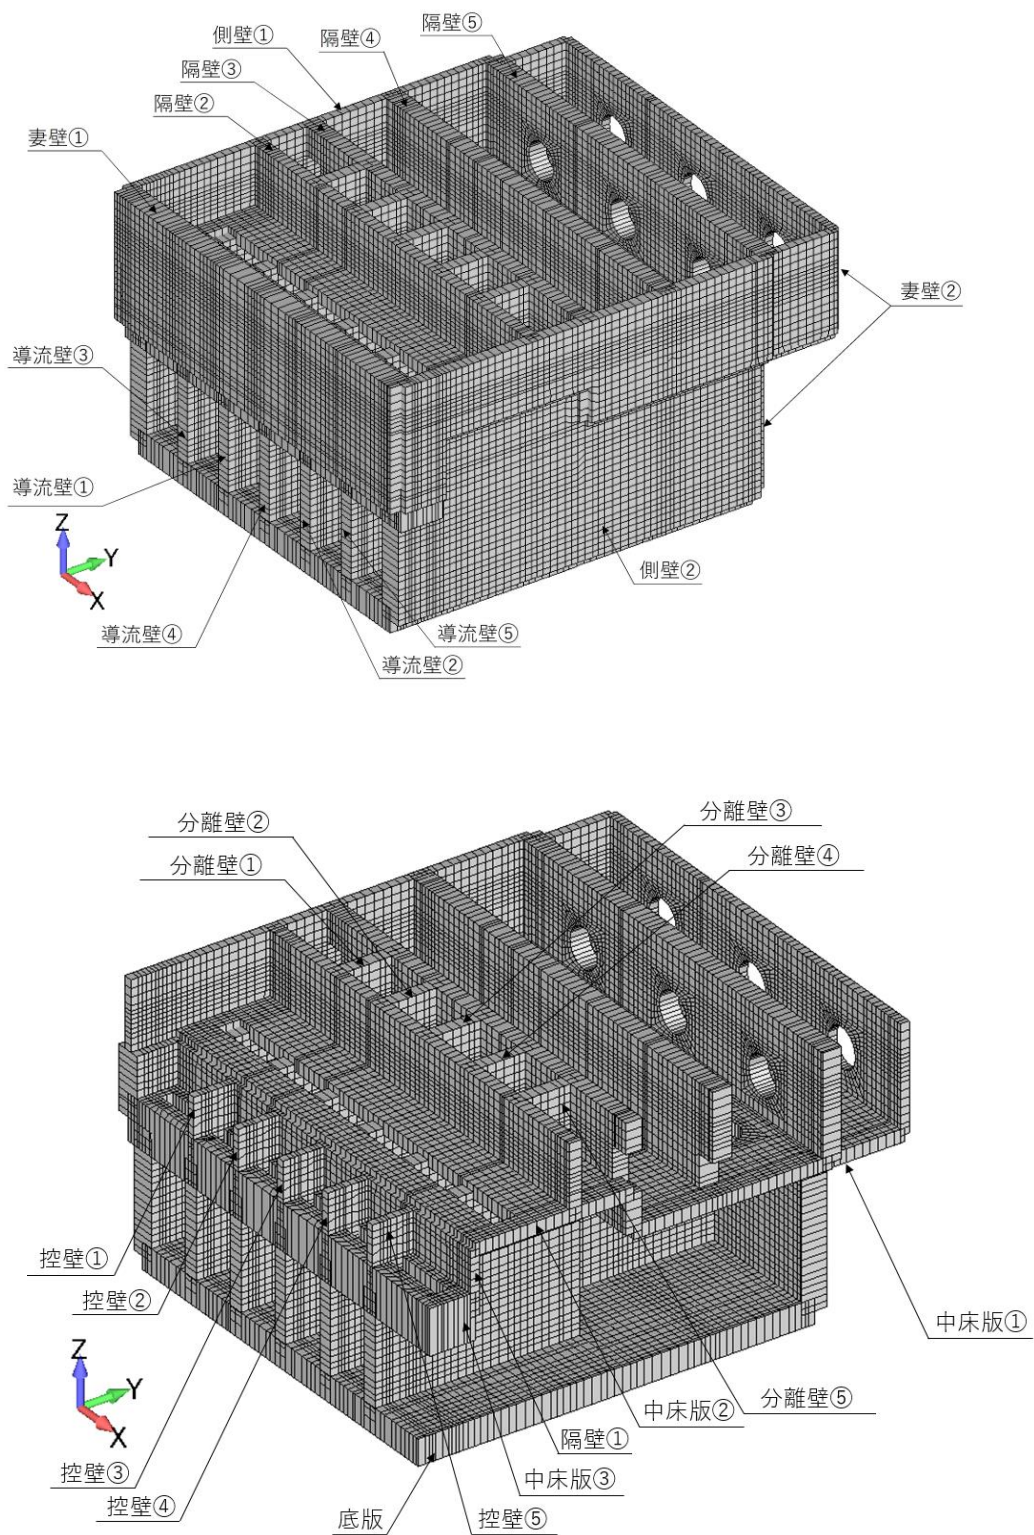 隔壁⑤
側壁①
隔壁④
隔壁③
隔壁②
妻壁①
妻壁②
導流壁③
導流壁①
Z
Y
X
側壁②
導流壁④
導流壁⑤
導流壁②
分離壁③
分離壁②
分離壁④
分離壁①
控壁①
控壁②
中床版①
Z
Y
X
分離壁⑤
中床版②
隔壁①
控壁③
中床版③
控壁④
底版
控壁⑤